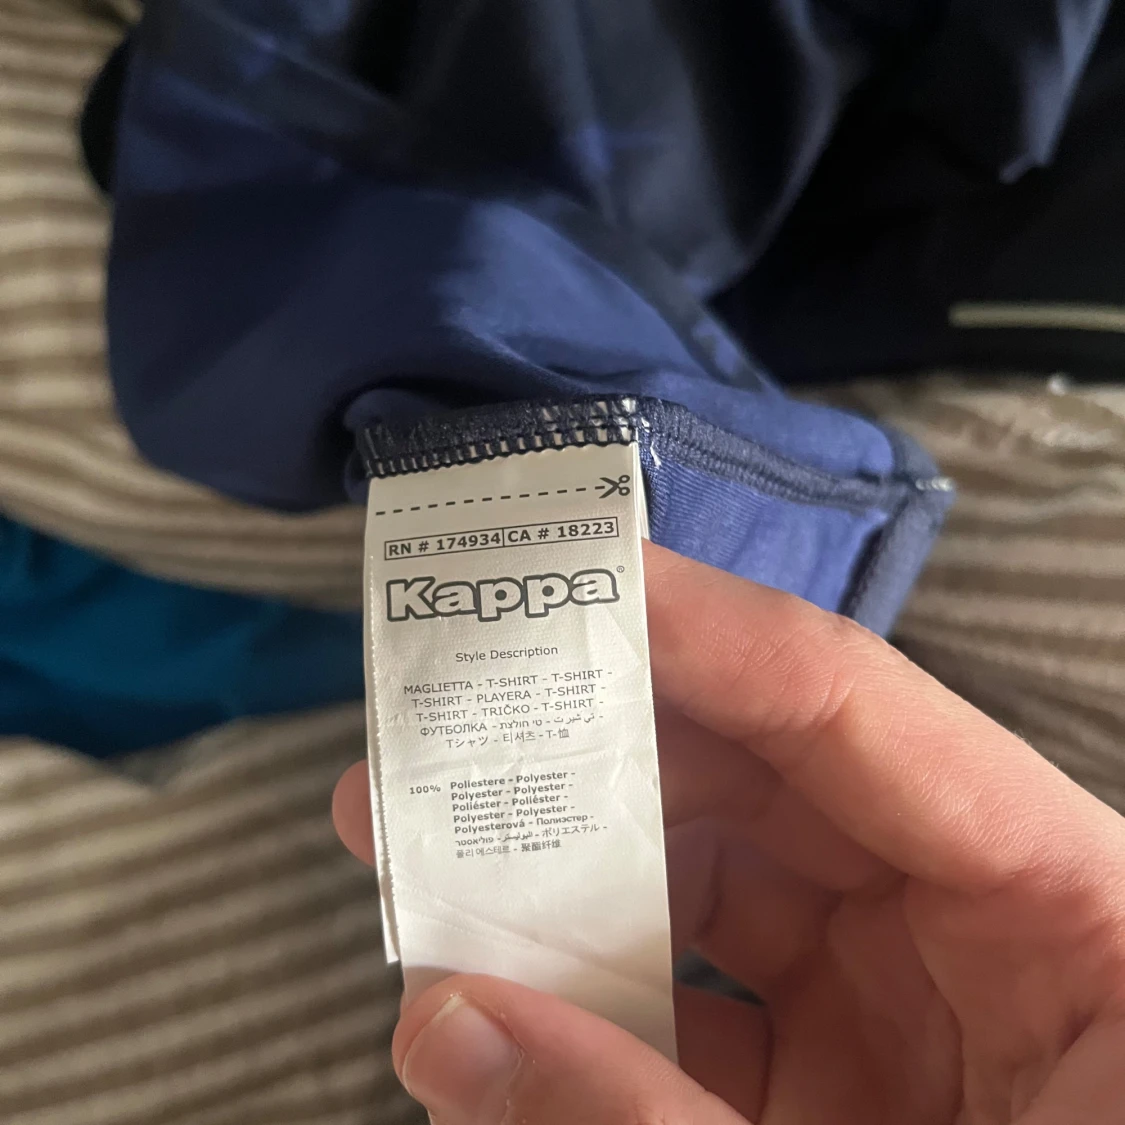 RN # 174934 CA # 18223
Kappa®
Style Description
MAGLIETTA - T-SHIRT - T-SHIRT -
T-SHIRT - PLAYERA - T-SHIRT -
T-SHIRT - TRIČKO - T-SHIRT -
ФУТБОЛКА - טי חולצת - تي شيرت -
Tシャツ - 티셔츠 - T-恤
100% Poliestere - Polyester -
Polyester - Polyester -
Poliéster - Poliéster -
Polyester - Polyester -
Polyesterová - Полиэстер -
פוליאסטר - البوليستر - ポリエステル -
폴리에스테르 - 聚酯纤维